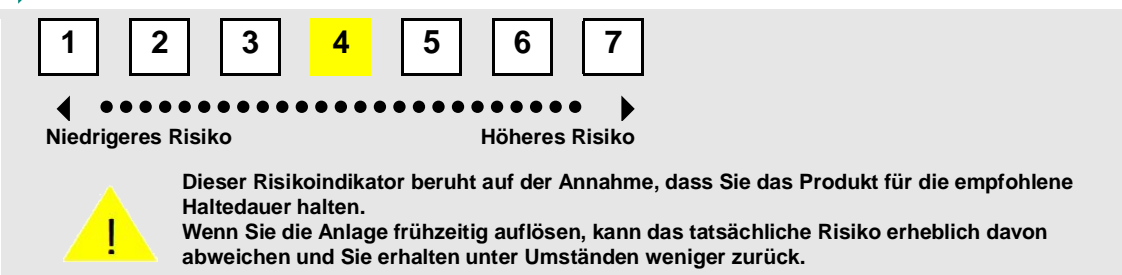 1 2 3 4 5 6 7
Niedrigeres Risiko Höheres Risiko
!
Dieser Risikoindikator beruht auf der Annahme, dass Sie das Produkt für die empfohlene
Haltedauer halten.
Wenn Sie die Anlage frühzeitig auflösen, kann das tatsächliche Risiko erheblich davon
abweichen und Sie erhalten unter Umständen weniger zurück.